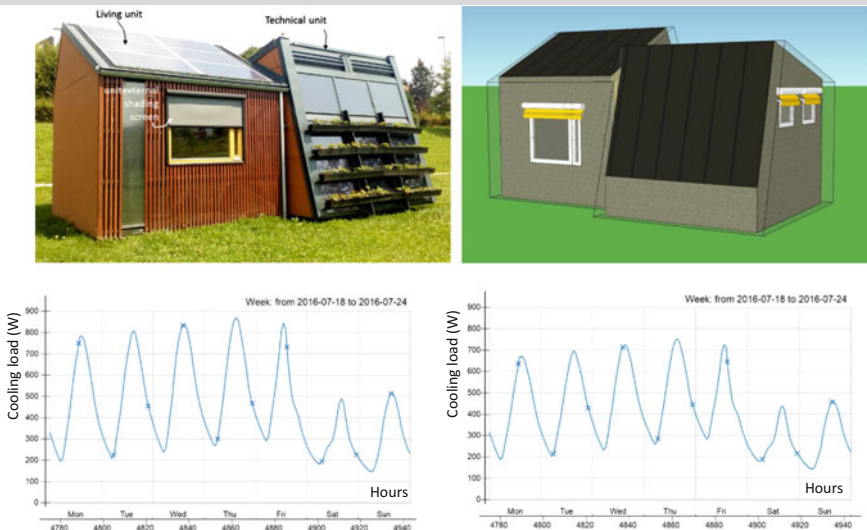 Living unit
Technical unit
unitexternal
shading
screen
Week: from 2016-07-18 to 2016-07-24
Cooling load (W)
900
800
700
600
500
400
300
200
100
0
Hours
Mon Tue Wed Thu Fri Sat Sun
4780 4800 4820 4840 4860 4880 4900 4920 4940
Week: from 2016-07-18 to 2016-07-24
Cooling load (W)
900
800
700
600
500
400
300
200
100
0
Hours
Mon Tue Wed Thu Fri Sat Sun
4780 4800 4820 4840 4860 4880 4900 4920 4940